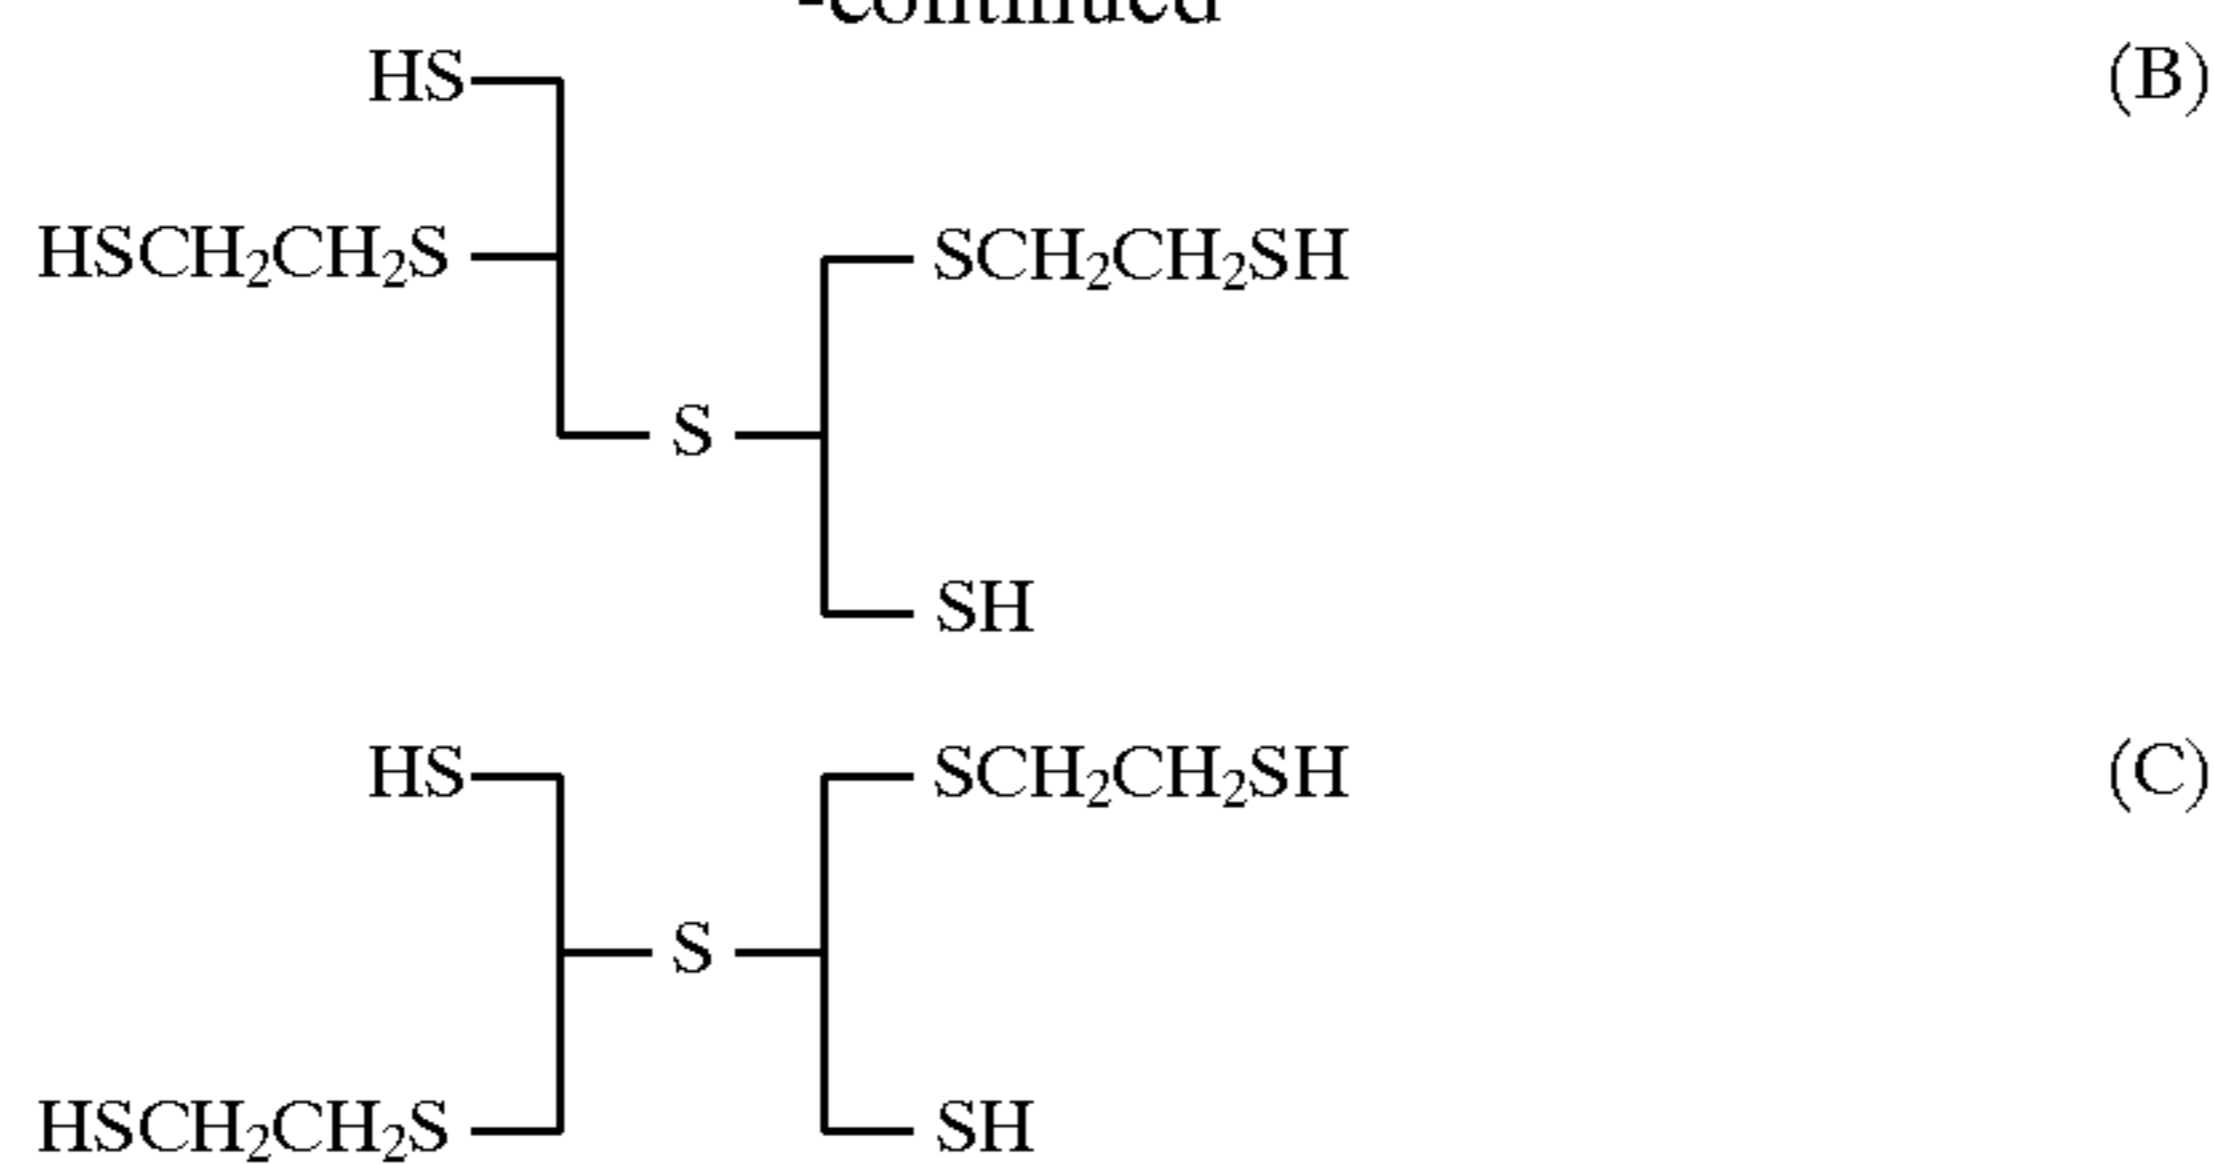 -continued
HS (B)
HSCH₂CH₂S SCH₂CH₂SH
S
SH
HS SCH₂CH₂SH (C)
S
HSCH₂CH₂S SH